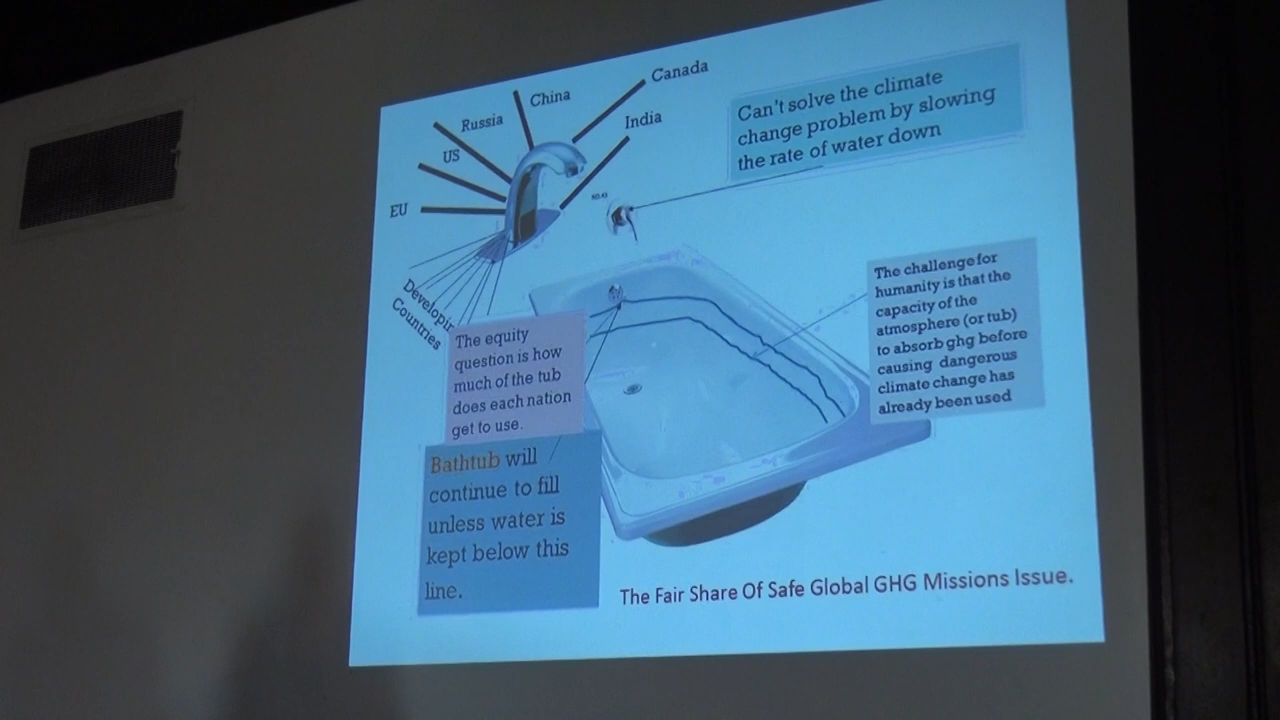 Canada
China
Russia
India
US
EU
Developin
Countries
Can't solve the climate
change problem by slowing
the rate of water down
The challenge for
humanity is that the
capacity of the
atmosphere (or tub)
to absorb ghg before
causing dangerous
climate change has
already been used
The equity
question is how
much of the tub
does each nation
get to use.
Bathtub will
continue to fill
unless water is
kept below this
line.
The Fair Share Of Safe Global GHG Missions Issue.